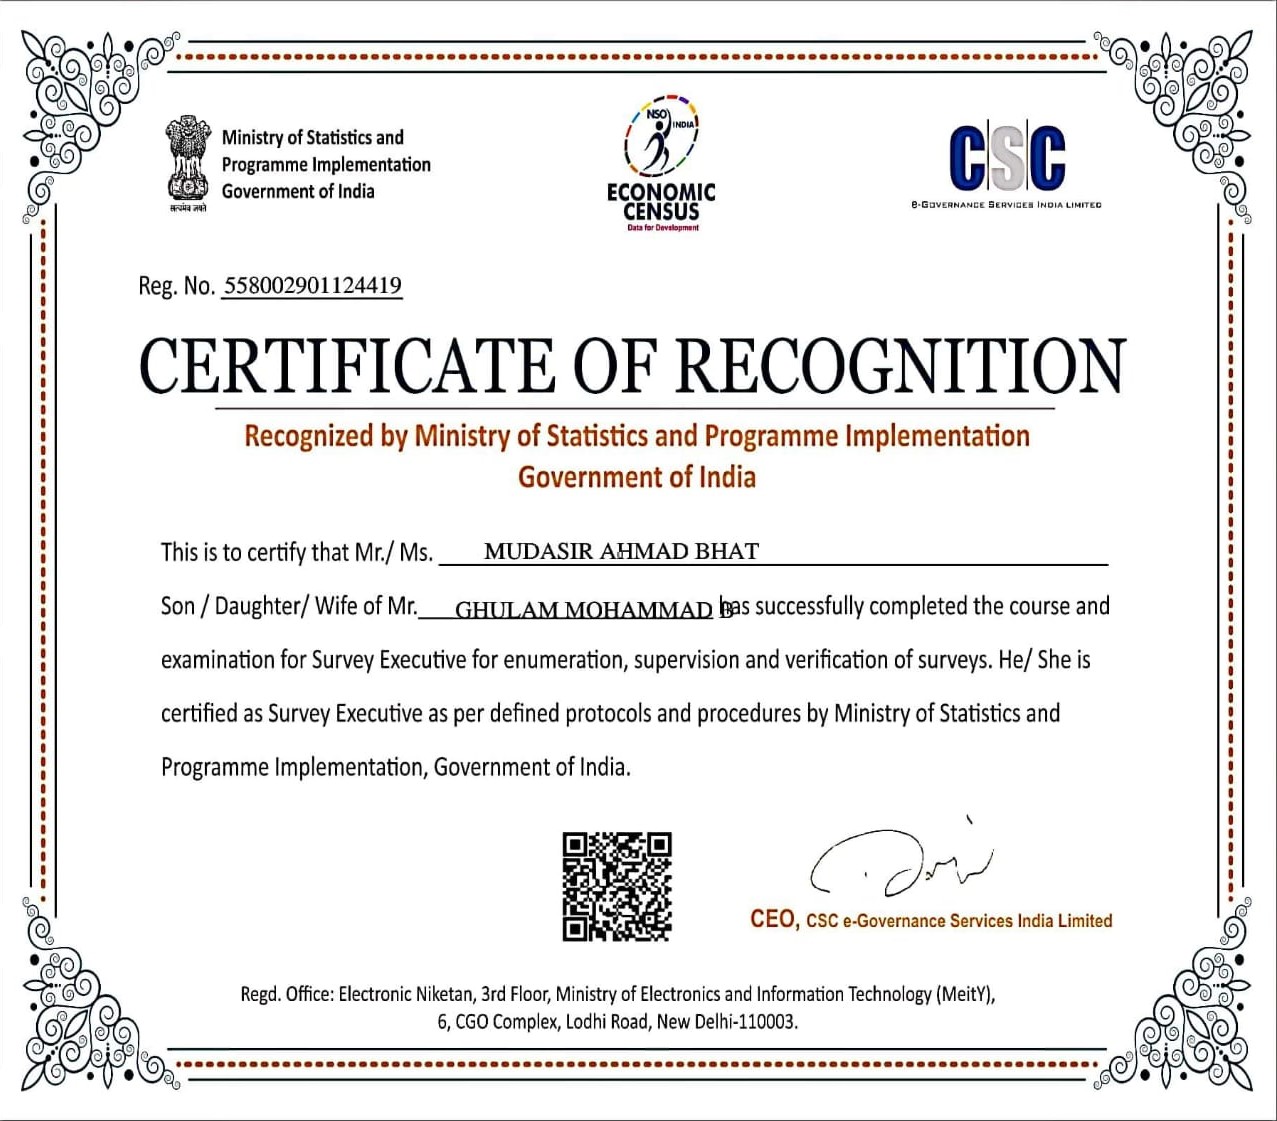 Ministry of Statistics and
Programme Implementation
Government of India
सत्यमेव जयते
NSO
INDIA
ECONOMIC
CENSUS
Data for Development
CSC
e-Governance Services India Limited
Reg. No. 558002901124419
CERTIFICATE OF RECOGNITION
Recognized by Ministry of Statistics and Programme Implementation
Government of India
This is to certify that Mr./ Ms. MUDASIR AHMAD BHAT
Son / Daughter/ Wife of Mr. GHULAM MOHAMMAD B has successfully completed the course and
examination for Survey Executive for enumeration, supervision and verification of surveys. He/ She is
certified as Survey Executive as per defined protocols and procedures by Ministry of Statistics and
Programme Implementation, Government of India.
CEO, CSC e-Governance Services India Limited
Regd. Office: Electronic Niketan, 3rd Floor, Ministry of Electronics and Information Technology (MeitY),
6, CGO Complex, Lodhi Road, New Delhi-110003.